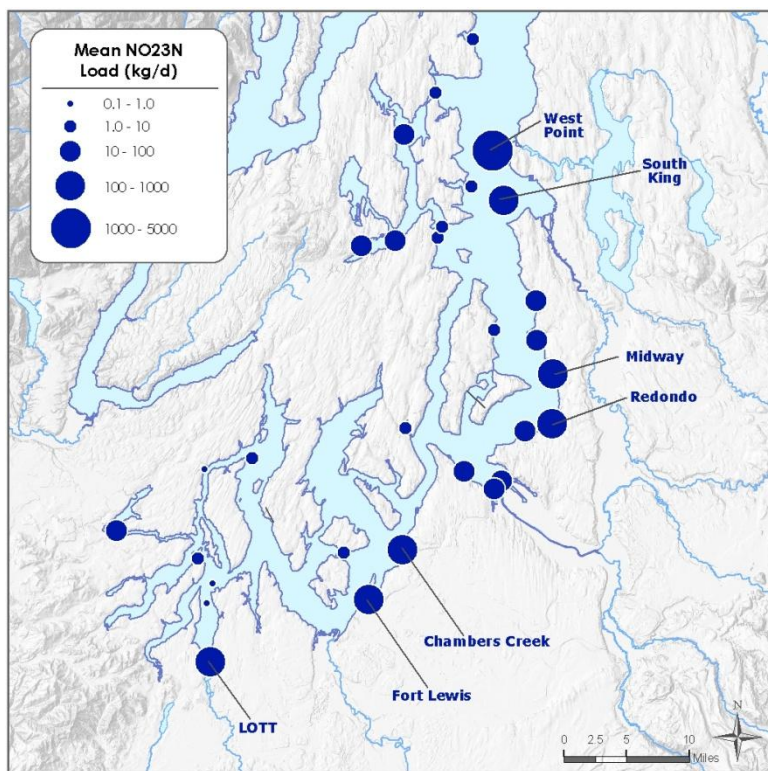 Mean NO23N
Load (kg/d)
0.1 - 1.0
1.0 - 10
10 - 100
100 - 1000
1000 - 5000
West
Point
South
King
Midway
Redondo
Chambers Creek
Fort Lewis
LOTT
N
0 2.5 5 10
Miles